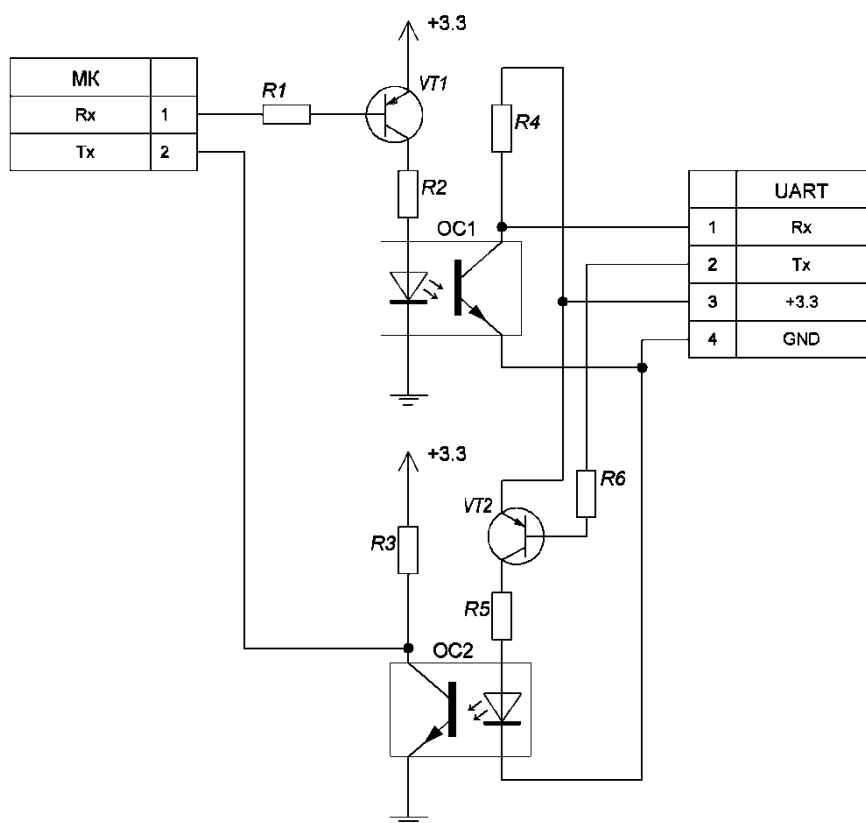 +3.3
МК
Rx 1
Tx 2
R1
VT1
R4
R2
OC1
UART
1 Rx
2 Tx
3 +3.3
4 GND
+3.3
R3
VT2
R6
R5
OC2